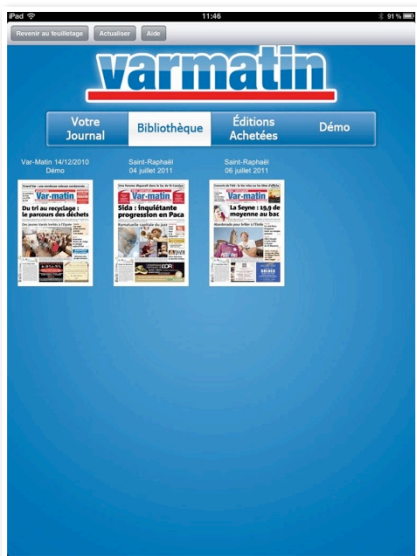 iPad 11:46 91 %
Revenir au feuilletage Actualiser Aide
varmatin
Votre Journal
Bibliothèque
Éditions Achetées
Démo
Var-Matin 14/12/2010
Démo
Saint-Raphaël
04 juillet 2011
Saint-Raphaël
06 juillet 2011
Var-matin
Du tri au recyclage :
le parcours des déchets
Var-matin
Sida : inquiétante
progression en Paca
Var-matin
La Seyne : 15,9 de
moyenne au bac